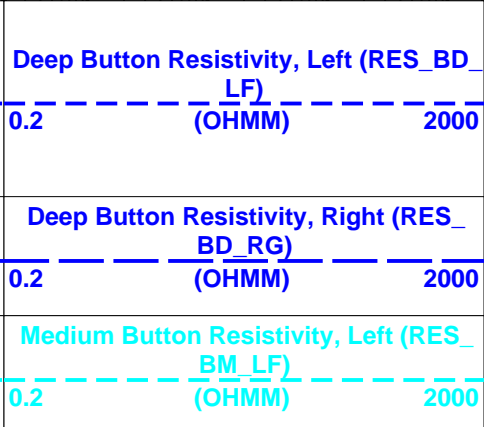 Deep Button Resistivity, Left (RES_BD_
LF)
0.2 (OHMM) 2000
Deep Button Resistivity, Right (RES_
BD_RG)
0.2 (OHMM) 2000
Medium Button Resistivity, Left (RES_
BM_LF)
0.2 (OHMM) 2000